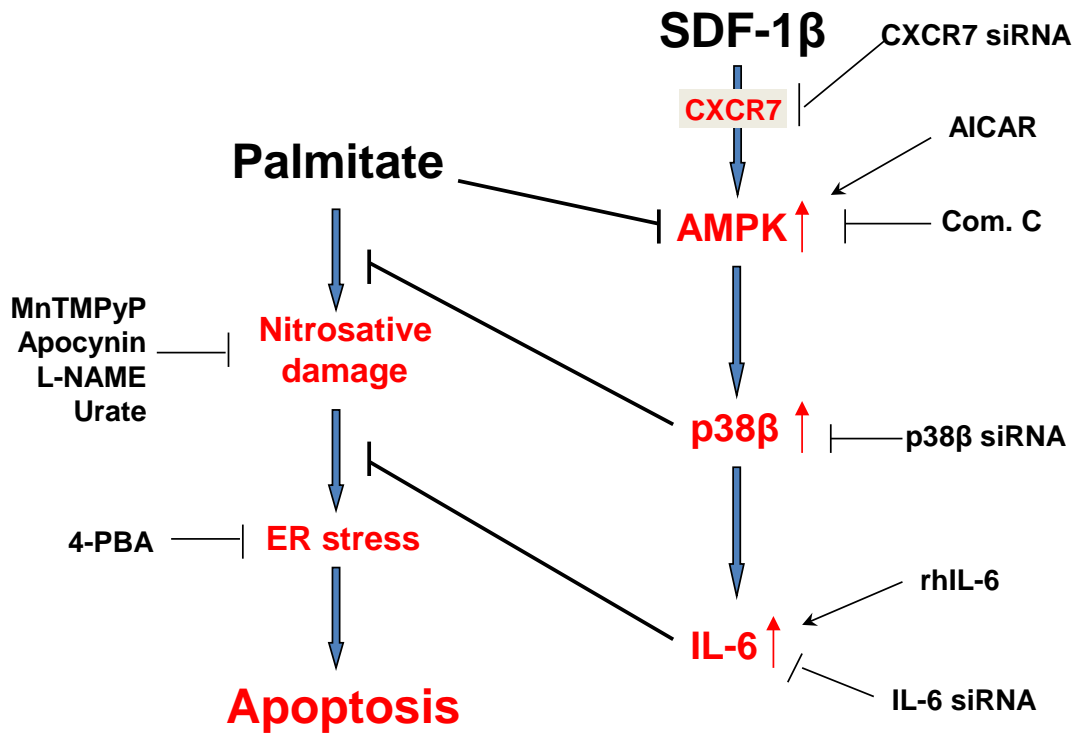 SDF-1β
CXCR7 siRNA
CXCR7
AICAR
Palmitate
AMPK
Com. C
MnTMPyP
Apocynin
L-NAME
Urate
Nitrosative
damage
p38β
p38β siRNA
4-PBA
ER stress
rhIL-6
IL-6
IL-6 siRNA
Apoptosis